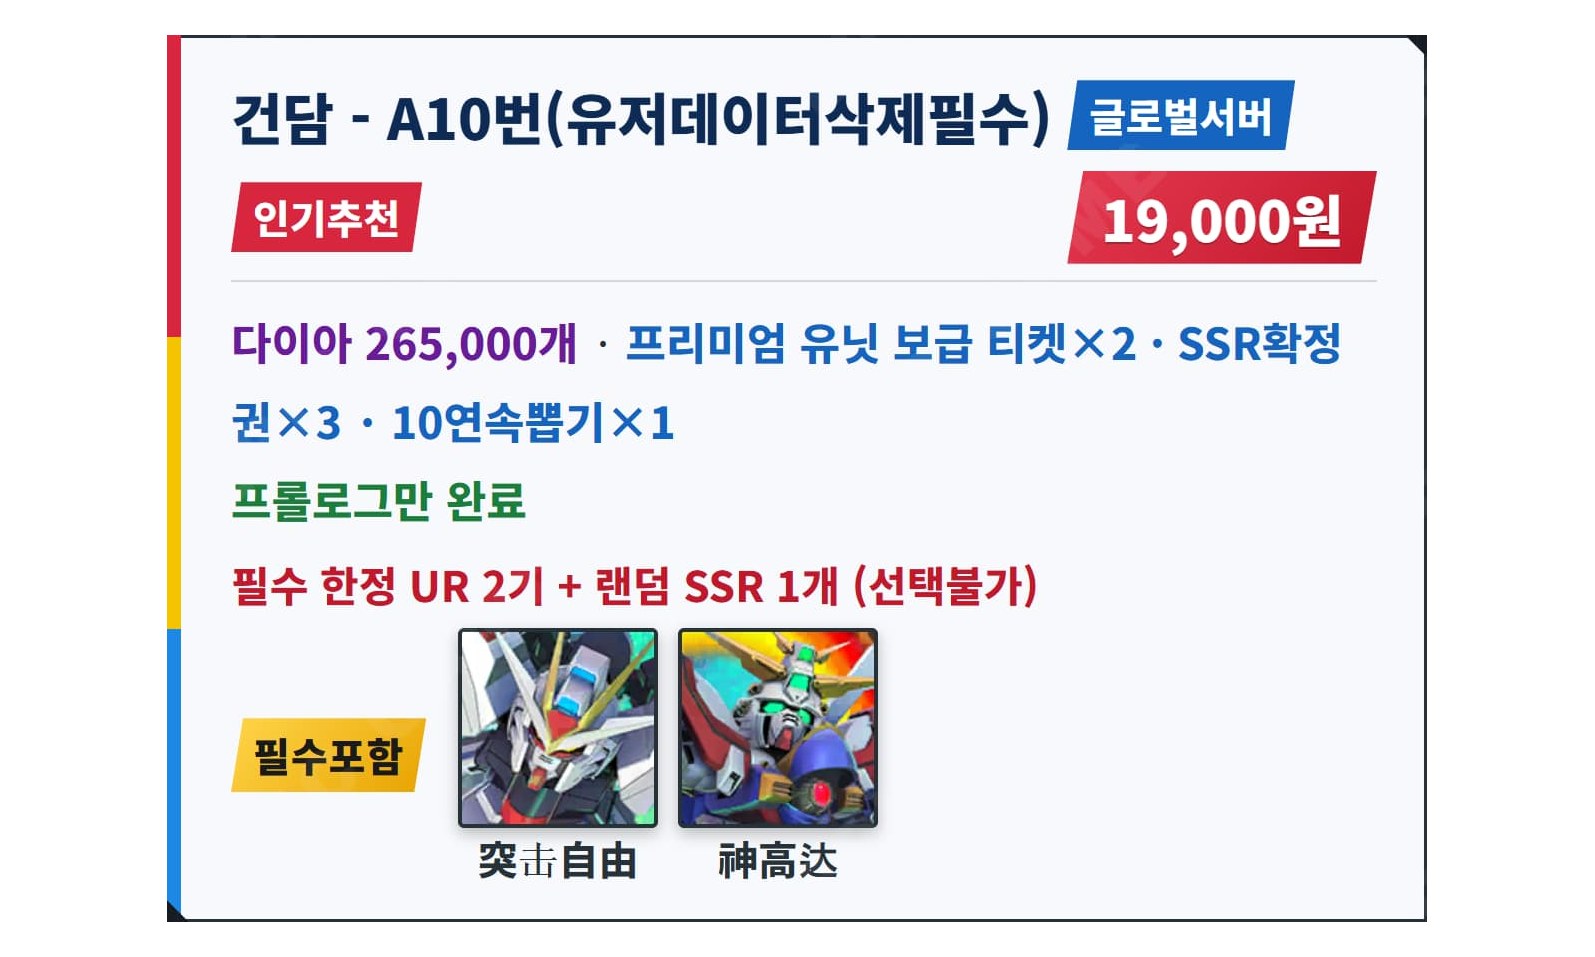 건담 - A10번(유저데이터삭제필수) 글로벌서버
인기추천 19,000원
다이아 265,000개 · 프리미엄 유닛 보급 티켓×2 · SSR확정
권×3 · 10연속뽑기×1
프롤로그만 완료
필수 한정 UR 2기 + 랜덤 SSR 1개 (선택불가)
필수포함
突击自由 神高达